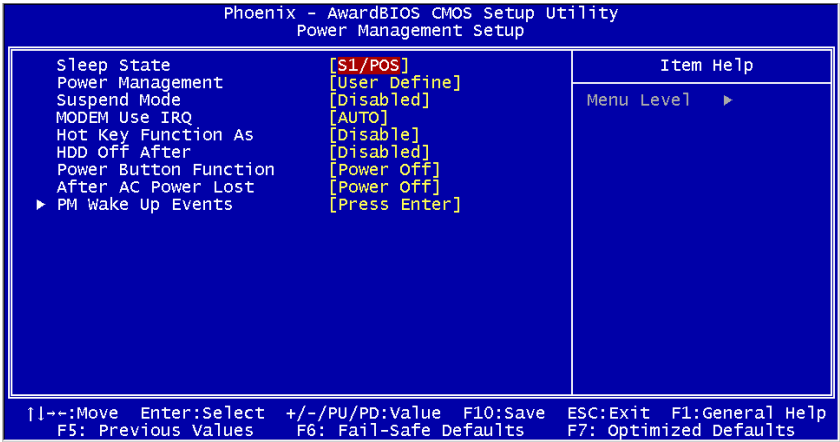 Phoenix - AwardBIOS CMOS Setup Utility
Power Management Setup
Sleep State [S1/POS]
Power Management [User Define]
Suspend Mode [Disabled]
MODEM Use IRQ [AUTO]
Hot Key Function As [Disable]
HDD Off After [Disabled]
Power Button Function [Power Off]
After AC Power Lost [Power Off]
▶ PM Wake Up Events [Press Enter]
Item Help
Menu Level ▶
↑↓→←:Move Enter:Select +/-/PU/PD:Value F10:Save ESC:Exit F1:General Help
F5: Previous Values F6: Fail-Safe Defaults F7: Optimized Defaults